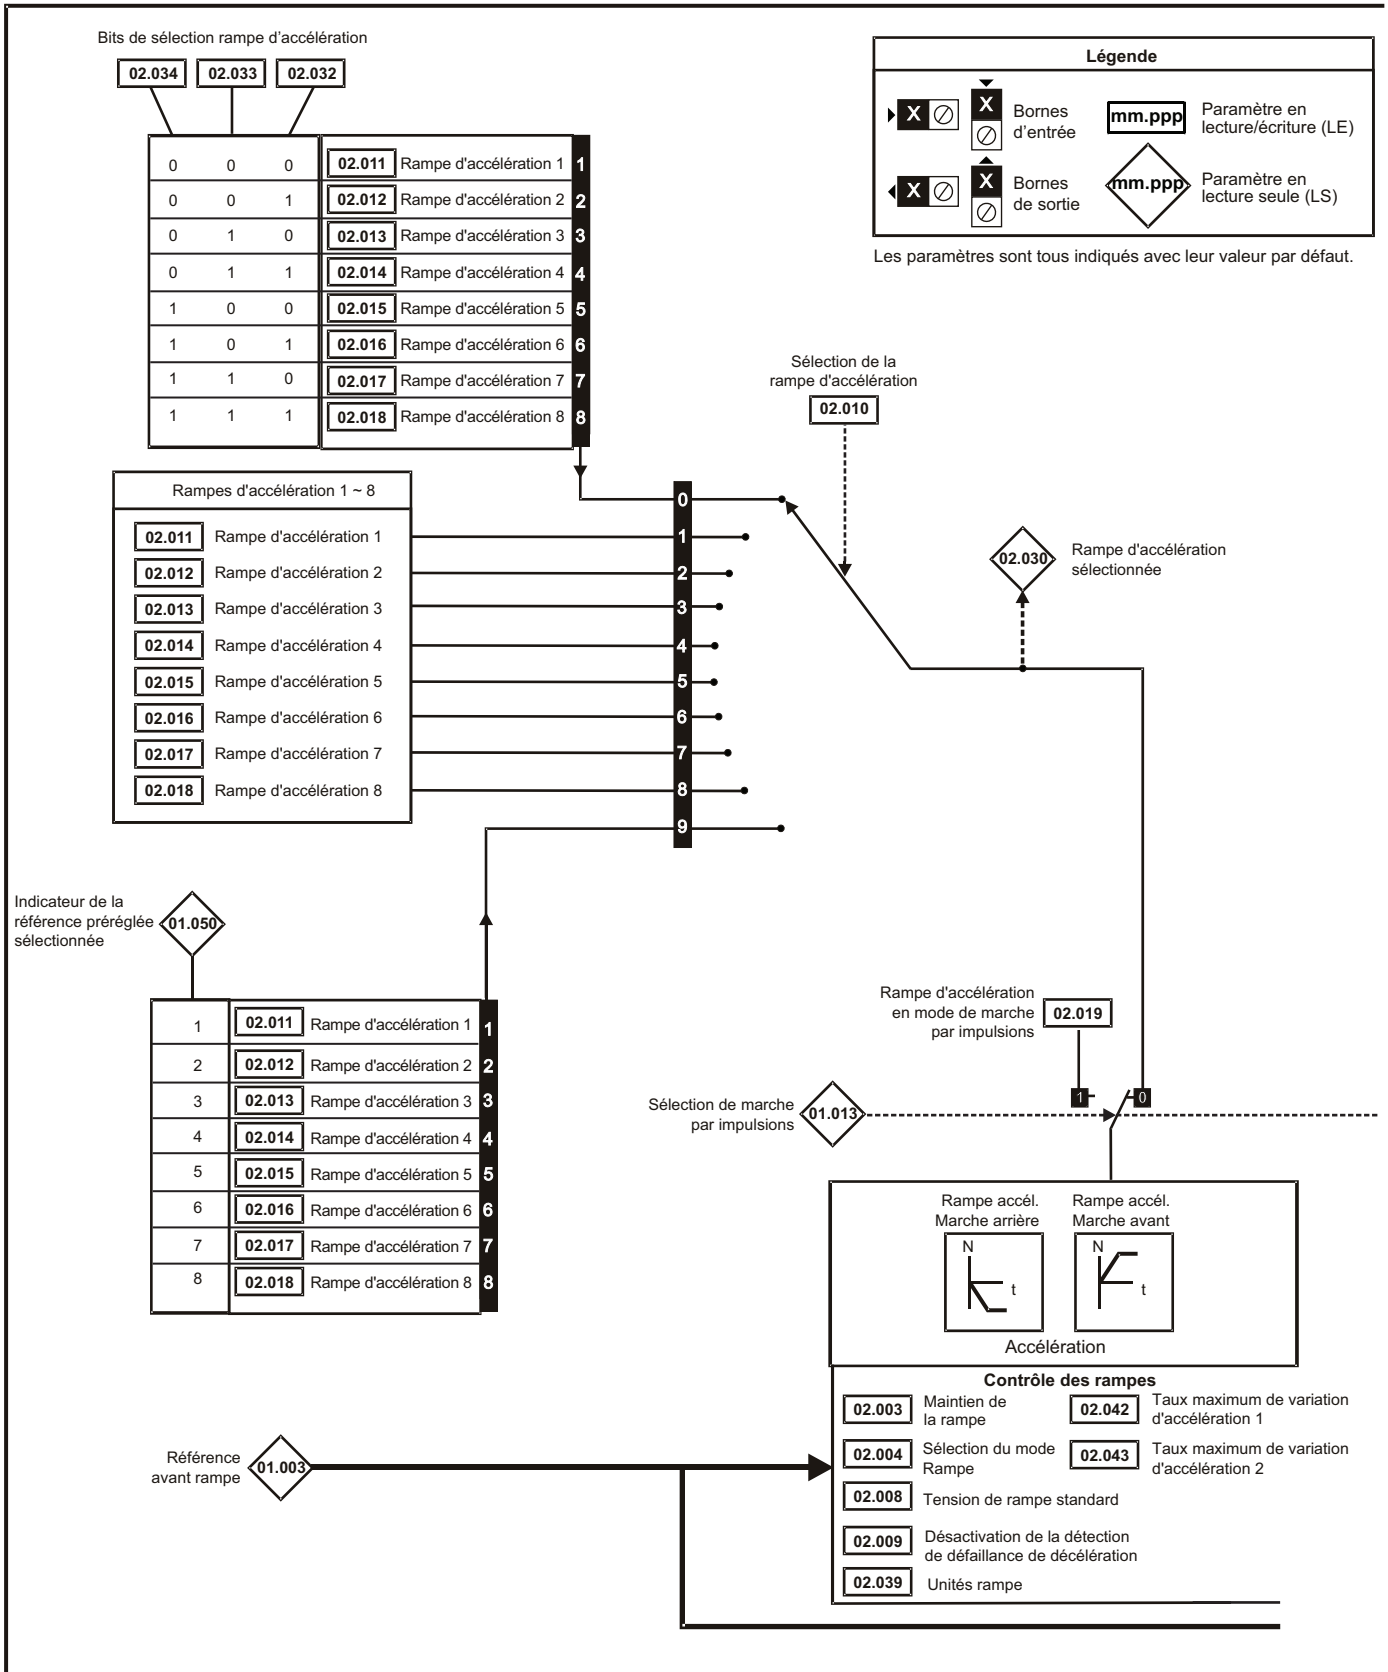 Bits de sélection rampe d'accélération
02.034 02.033 02.032
0 0 0 02.011 Rampe d'accélération 1 1
0 0 1 02.012 Rampe d'accélération 2 2
0 1 0 02.013 Rampe d'accélération 3 3
0 1 1 02.014 Rampe d'accélération 4 4
1 0 0 02.015 Rampe d'accélération 5 5
1 0 1 02.016 Rampe d'accélération 6 6
1 1 0 02.017 Rampe d'accélération 7 7
1 1 1 02.018 Rampe d'accélération 8 8
Légende
X
X
Bornes
d'entrée
mm.ppp
Paramètre en
lecture/écriture (LE)
X
X
Bornes
de sortie
mm.ppp
Paramètre en
lecture seule (LS)
Les paramètres sont tous indiqués avec leur valeur par défaut.
Sélection de la
rampe d'accélération
02.010
Rampes d'accélération 1 ~ 8
0
02.011 Rampe d'accélération 1 1
02.012 Rampe d'accélération 2 2
02.013 Rampe d'accélération 3 3
02.014 Rampe d'accélération 4 4
02.015 Rampe d'accélération 5 5
02.016 Rampe d'accélération 6 6
02.017 Rampe d'accélération 7 7
02.018 Rampe d'accélération 8 8
9
02.030
Rampe d'accélération
sélectionnée
Indicateur de la
référence préréglée
sélectionnée
01.050
1 02.011 Rampe d'accélération 1 1
2 02.012 Rampe d'accélération 2 2
3 02.013 Rampe d'accélération 3 3
4 02.014 Rampe d'accélération 4 4
5 02.015 Rampe d'accélération 5 5
6 02.016 Rampe d'accélération 6 6
7 02.017 Rampe d'accélération 7 7
8 02.018 Rampe d'accélération 8 8
Rampe d'accélération
en mode de marche
par impulsions
02.019
1 0
Sélection de marche
par impulsions
01.013
Rampe accél.
Marche arrière
N
t
Rampe accél.
Marche avant
N
t
Accélération
Contrôle des rampes
02.003
Maintien de
la rampe
02.042
Taux maximum de variation
d'accélération 1
02.004
Sélection du mode
Rampe
02.043
Taux maximum de variation
d'accélération 2
02.008
Tension de rampe standard
02.009
Désactivation de la détection
de défaillance de décélération
02.039
Unités rampe
Référence
avant rampe
01.003